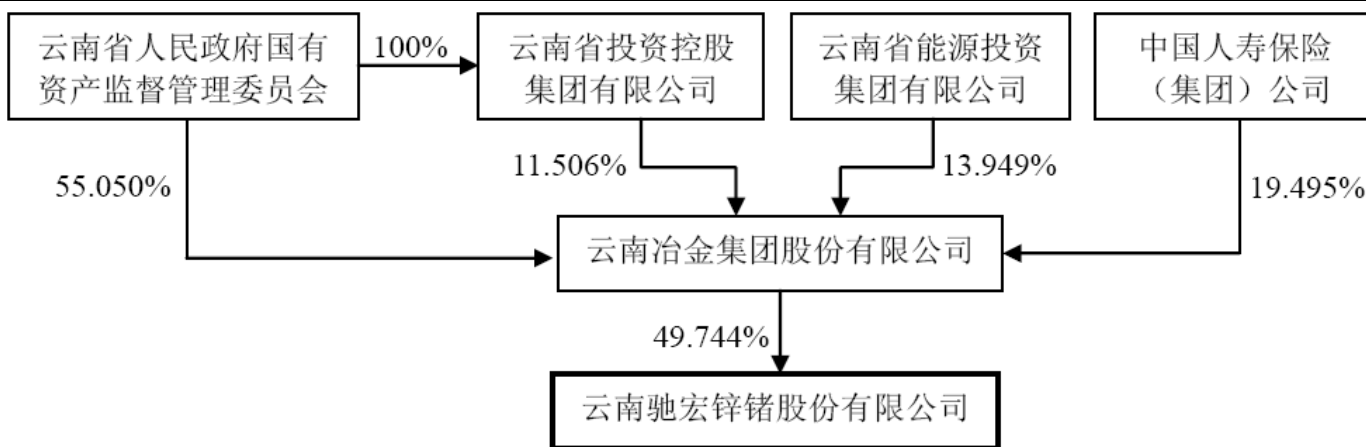 云南省人民政府国有
资产监督管理委员会
100%
云南省投资控股
集团有限公司
云南省能源投资
集团有限公司
中国人寿保险
（集团）公司
55.050%
11.506%
13.949%
19.495%
云南冶金集团股份有限公司
49.744%
云南驰宏锌锗股份有限公司